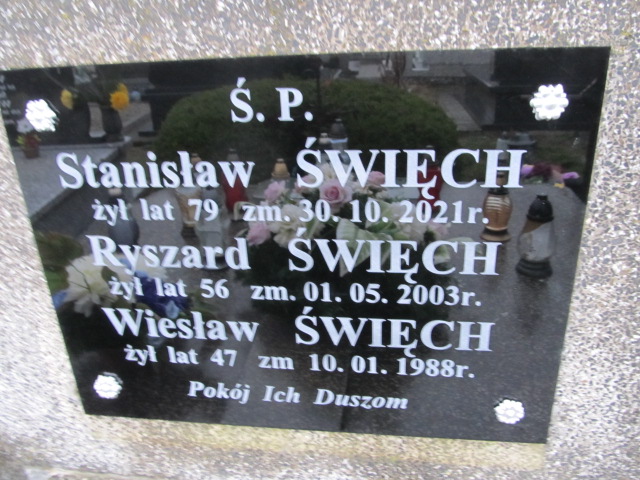 Ś. P.
Stanisław ŚWIĘCH
żył lat 79 zm. 30. 10. 2021r.
Ryszard ŚWIĘCH
żył lat 56 zm. 01. 05. 2003r.
Wiesław ŚWIĘCH
żył lat 47 zm 10. 01. 1988r.
Pokój Ich Duszom